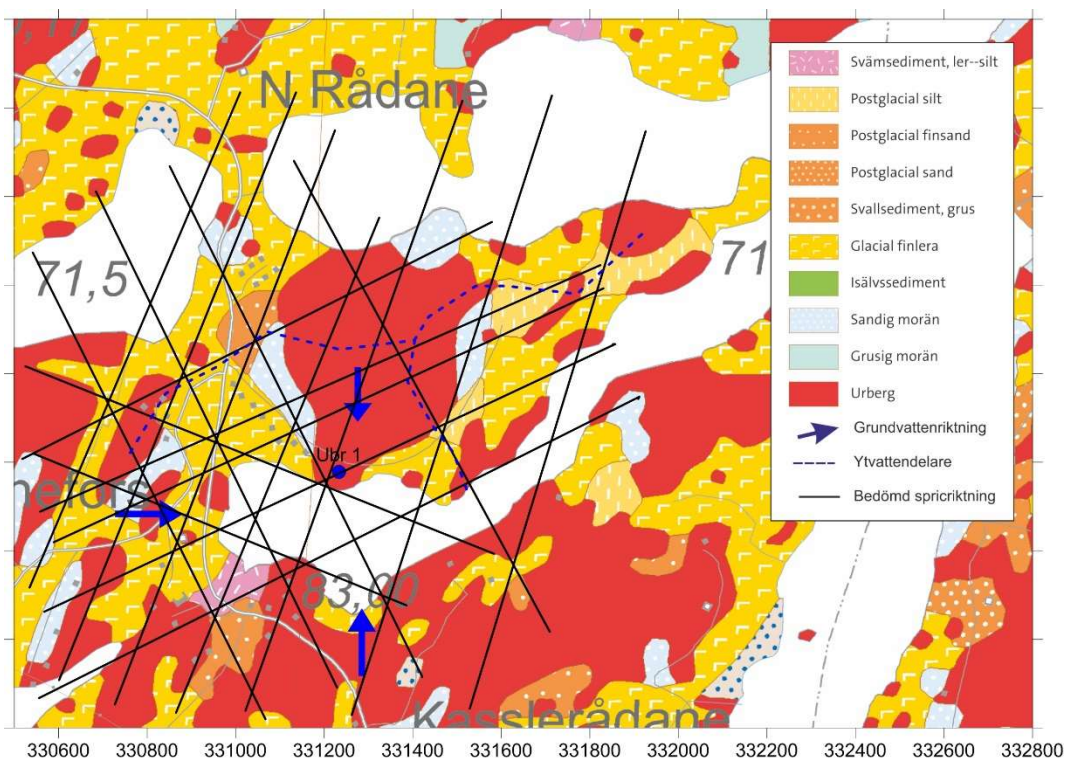 N Rådane
71,5
71
Ubr 1
nefors
83,00
Kasslerådane
Svämsediment, ler--silt
Postglacial silt
Postglacial finsand
Postglacial sand
Svallsediment, grus
Glacial finlera
Isälvssediment
Sandig morän
Grusig morän
Urberg
Grundvattenriktning
Ytvattendelare
Bedömd spricriktning
330600 330800 331000 331200 331400 331600 331800 332000 332200 332400 332600 332800